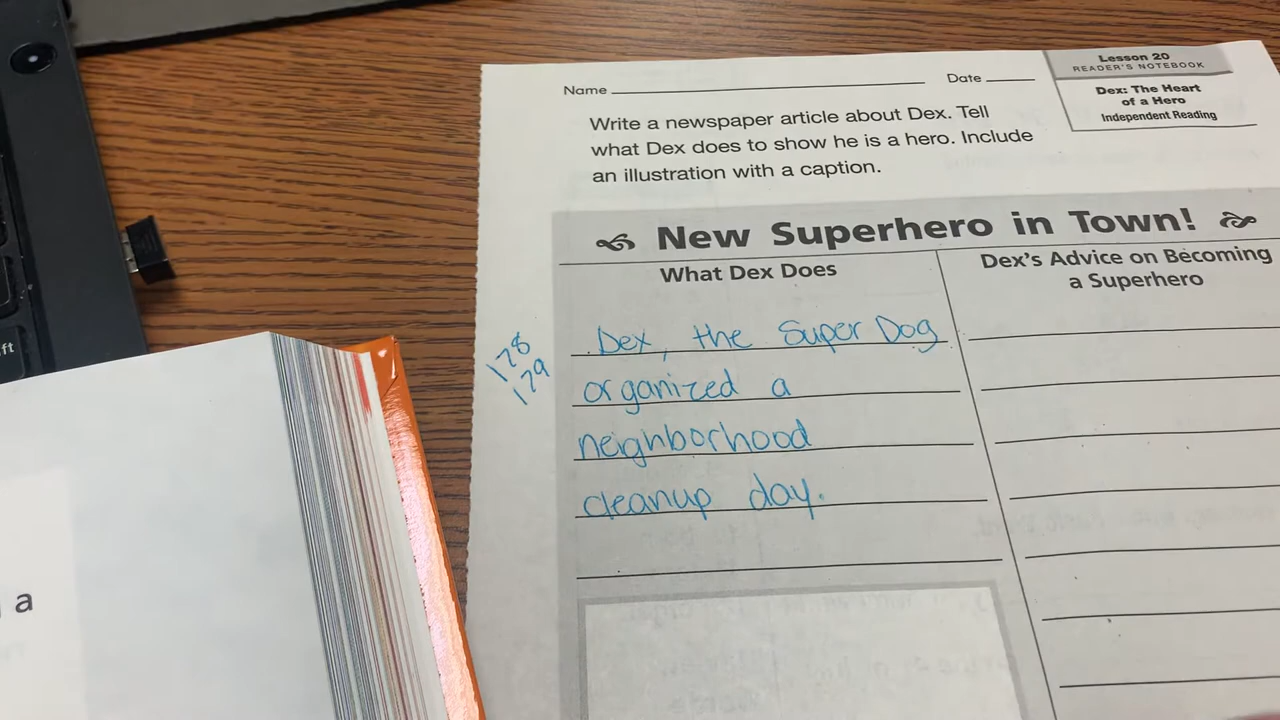 Lesson 20
READER'S NOTEBOOK
Name Date
Dex: The Heart
of a Hero
Independent Reading
Write a newspaper article about Dex. Tell
what Dex does to show he is a hero. Include
an illustration with a caption.
New Superhero in Town!
What Dex Does
178
179
Dex, the Super Dog
organized a
neighborhood
cleanup day.
Dex's Advice on Becoming
a Superhero
a